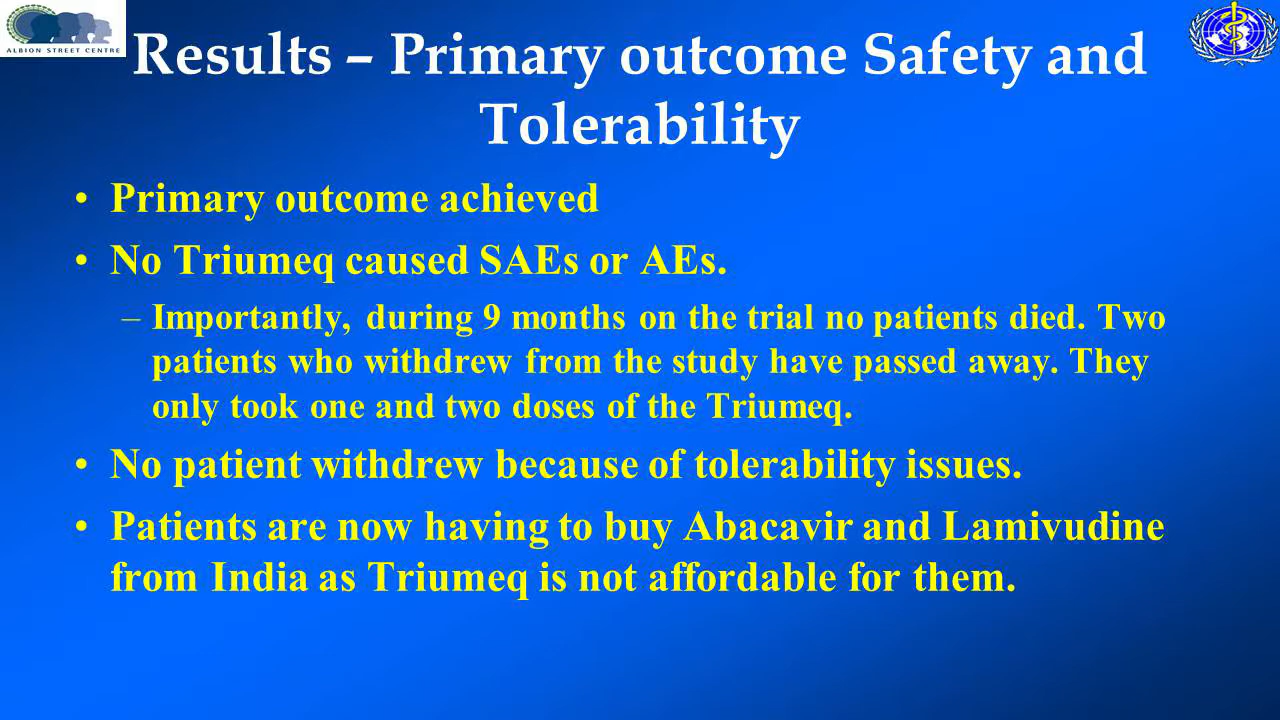 ALBION STREET CENTRE
Results – Primary outcome Safety and
Tolerability
• Primary outcome achieved
• No Triumeq caused SAEs or AEs.
– Importantly, during 9 months on the trial no patients died. Two
patients who withdrew from the study have passed away. They
only took one and two doses of the Triumeq.
• No patient withdrew because of tolerability issues.
• Patients are now having to buy Abacavir and Lamivudine
from India as Triumeq is not affordable for them.